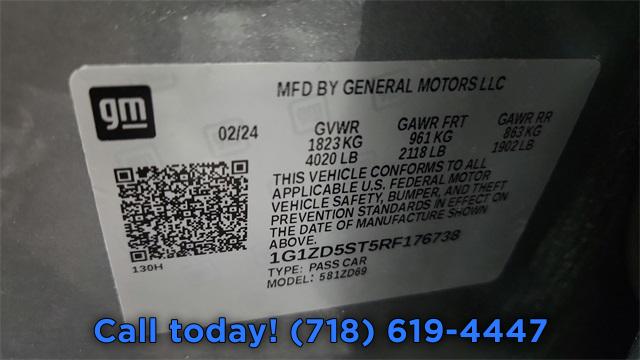 gm
MFD BY GENERAL MOTORS LLC
02/24
GVWR GAWR FRT GAWR RR
1823 KG 961 KG 863 KG
4020 LB 2118 LB 1902 LB
THIS VEHICLE CONFORMS TO ALL
APPLICABLE U.S. FEDERAL MOTOR
VEHICLE SAFETY, BUMPER, AND THEFT
PREVENTION STANDARDS IN EFFECT ON
THE DATE OF MANUFACTURE SHOWN
ABOVE.
1G1ZD5ST5RF176738
TYPE: PASS CAR
MODEL: 581ZD69
130H
Call today! (718) 619-4447